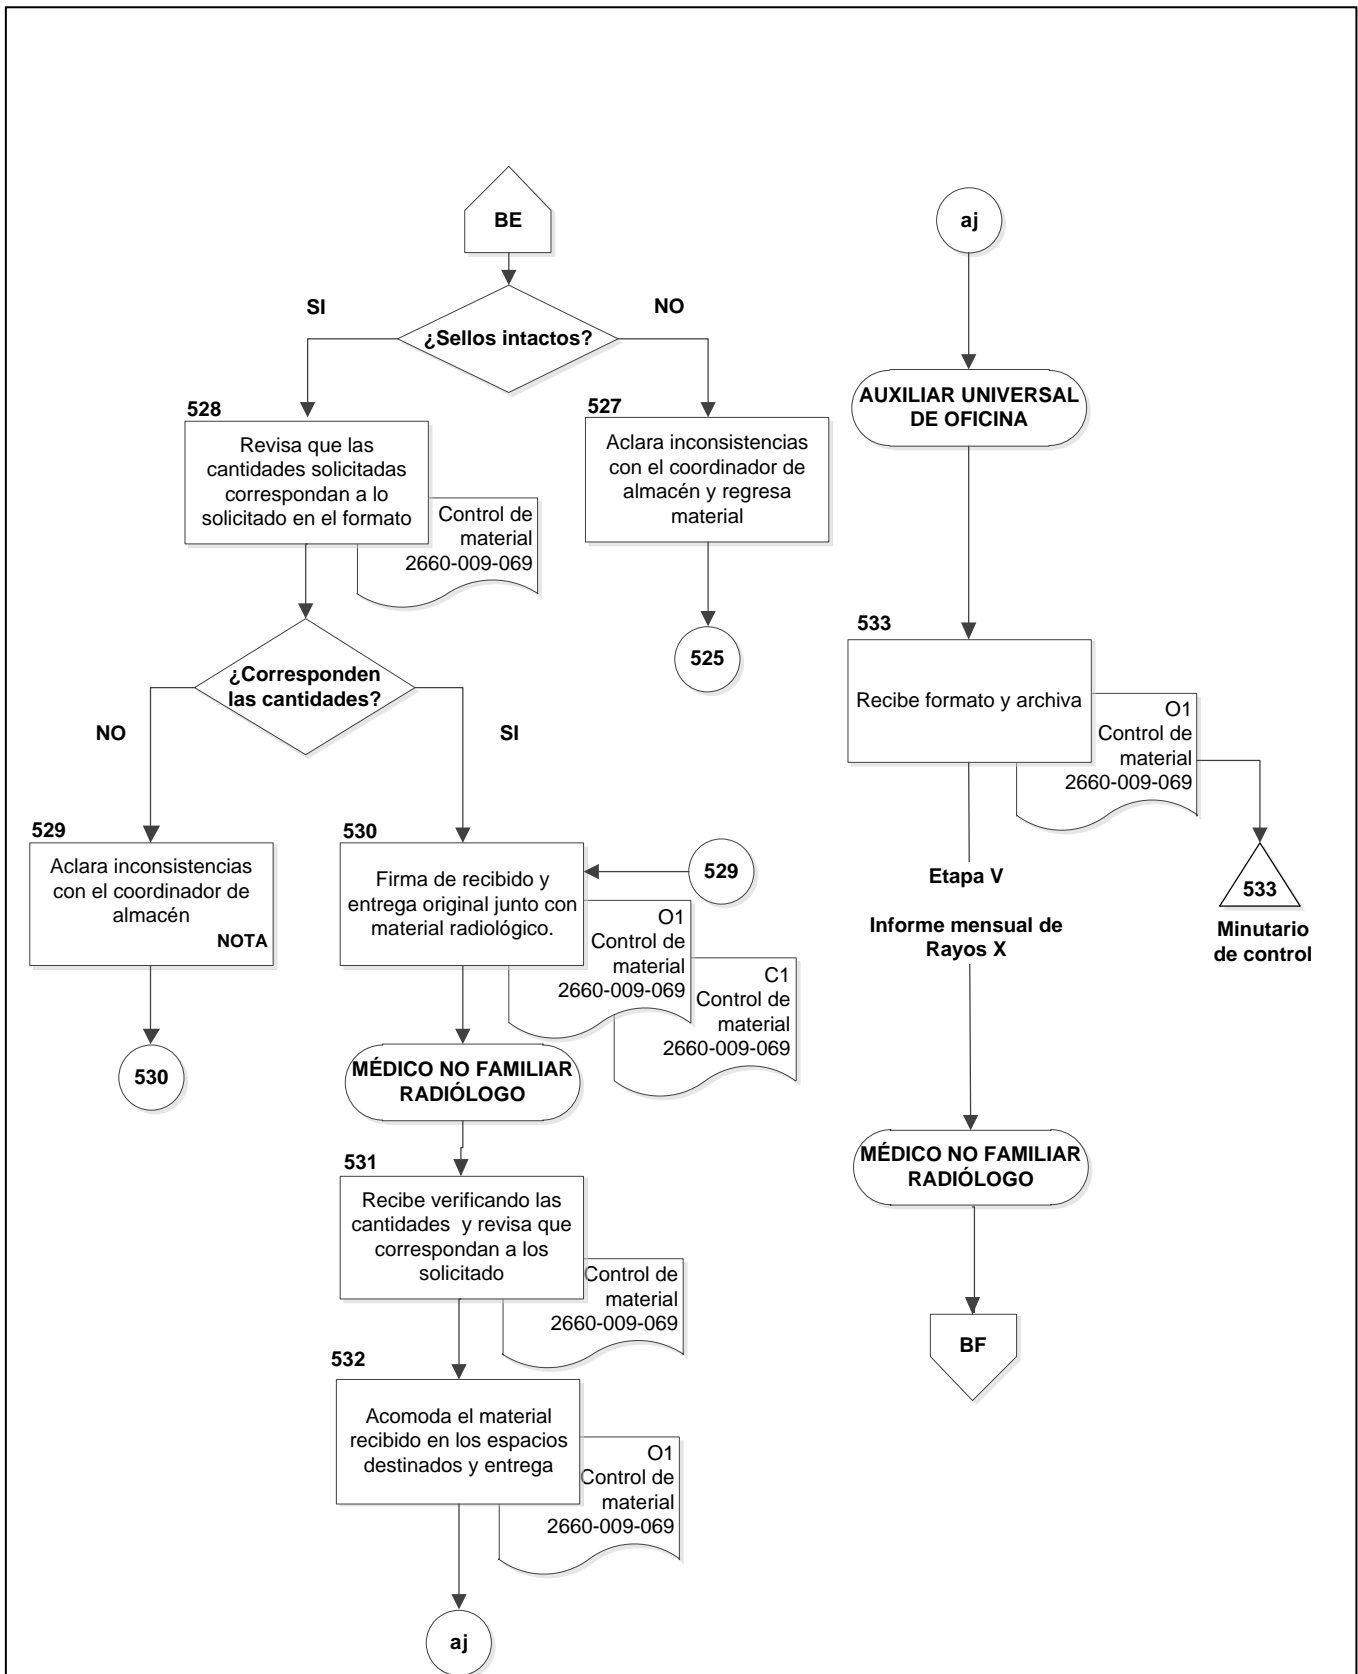 BE
SI
NO
¿Sellos intactos?
528
Revisa que las
cantidades solicitadas
correspondan a lo
solicitado en el formato
Control de
material
2660-009-069
527
Aclara inconsistencias
con el coordinador de
almacén y regresa
material
525
¿Corresponden
las cantidades?
NO
SI
529
Aclara inconsistencias
con el coordinador de
almacén
NOTA
530
530
Firma de recibido y
entrega original junto con
material radiológico.
529
O1
Control de
material
2660-009-069
C1
Control de
material
2660-009-069
MÉDICO NO FAMILIAR
RADIÓLOGO
531
Recibe verificando las
cantidades y revisa que
correspondan a los
solicitado
Control de
material
2660-009-069
532
Acomoda el material
recibido en los espacios
destinados y entrega
O1
Control de
material
2660-009-069
aj
aj
AUXILIAR UNIVERSAL
DE OFICINA
533
Recibe formato y archiva
O1
Control de
material
2660-009-069
533
Minutario
de control
Etapa V
Informe mensual de
Rayos X
MÉDICO NO FAMILIAR
RADIÓLOGO
BF